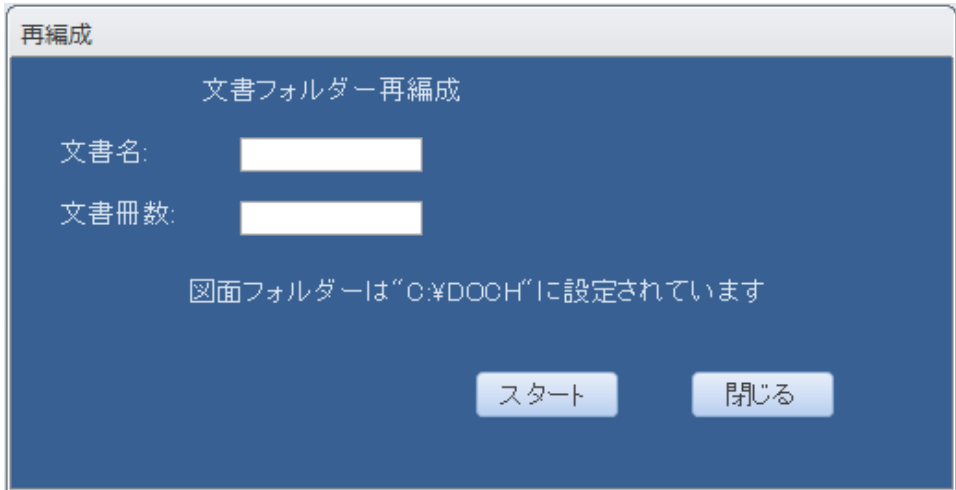 再編成
文書フォルダー再編成
文書名:
文書冊数:
図面フォルダーは"C:¥DOCH"に設定されています
スタート 閉じる